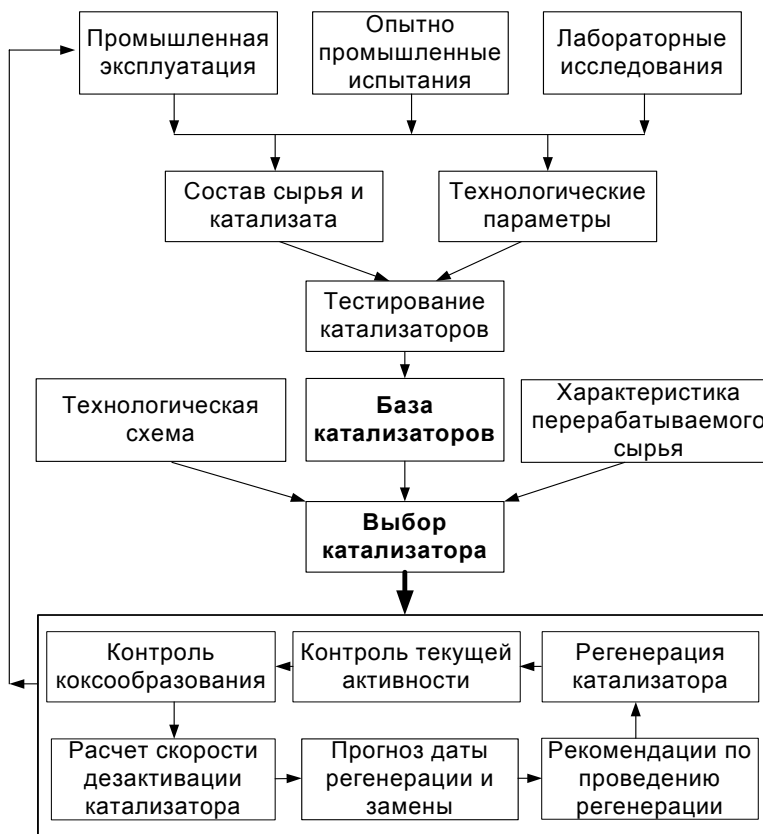 Промышленная
эксплуатация
Опытно
промышленные
испытания
Лабораторные
исследования
Состав сырья и
катализата
Технологические
параметры
Тестирование
катализаторов
Технологическая
схема
База
катализаторов
Характеристика
перерабатываемого
сырья
Выбор
катализатора
Контроль
коксообразования
Контроль текущей
активности
Регенерация
катализатора
Расчет скорости
дезактивации
катализатора
Прогноз даты
регенерации и
замены
Рекомендации по
проведению
регенерации